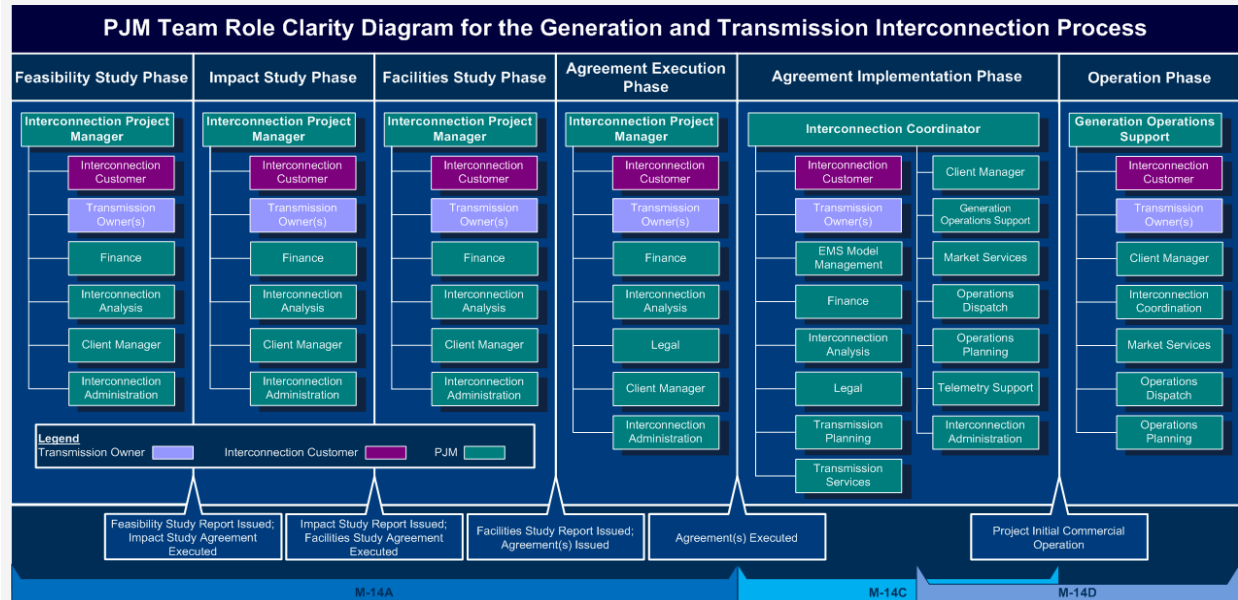 PJM Team Role Clarity Diagram for the Generation and Transmission Interconnection Process
Feasibility Study Phase
Interconnection Project
Manager
Interconnection
Customer
Transmission
Owner(s)
Finance
Interconnection
Analysis
Client Manager
Interconnection
Administration
Impact Study Phase
Interconnection Project
Manager
Interconnection
Customer
Transmission
Owner(s)
Finance
Interconnection
Analysis
Client Manager
Interconnection
Administration
Facilities Study Phase
Interconnection Project
Manager
Interconnection
Customer
Transmission
Owner(s)
Finance
Interconnection
Analysis
Client Manager
Interconnection
Administration
Agreement Execution
Phase
Interconnection Project
Manager
Interconnection
Customer
Transmission
Owner(s)
Finance
Interconnection
Analysis
Legal
Client Manager
Interconnection
Administration
Agreement Implementation Phase
Interconnection Coordinator
Interconnection
Customer
Transmission
Owner(s)
EMS Model
Management
Finance
Interconnection
Analysis
Legal
Transmission
Planning
Transmission
Services
Client Manager
Generation
Operations Support
Market Services
Operations
Dispatch
Operations
Planning
Telemetry Support
Interconnection
Administration
Operation Phase
Generation Operations
Support
Interconnection
Customer
Transmission
Owner(s)
Client Manager
Interconnection
Coordination
Market Services
Operations
Dispatch
Operations
Planning
Legend
Transmission Owner
Interconnection Customer
PJM
Feasibility Study Report Issued;
Impact Study Agreement
Executed
Impact Study Report Issued;
Facilities Study Agreement
Executed
Facilities Study Report Issued;
Agreement(s) Issued
Agreement(s) Executed
Project Initial Commercial
Operation
M-14A
M-14C
M-14D